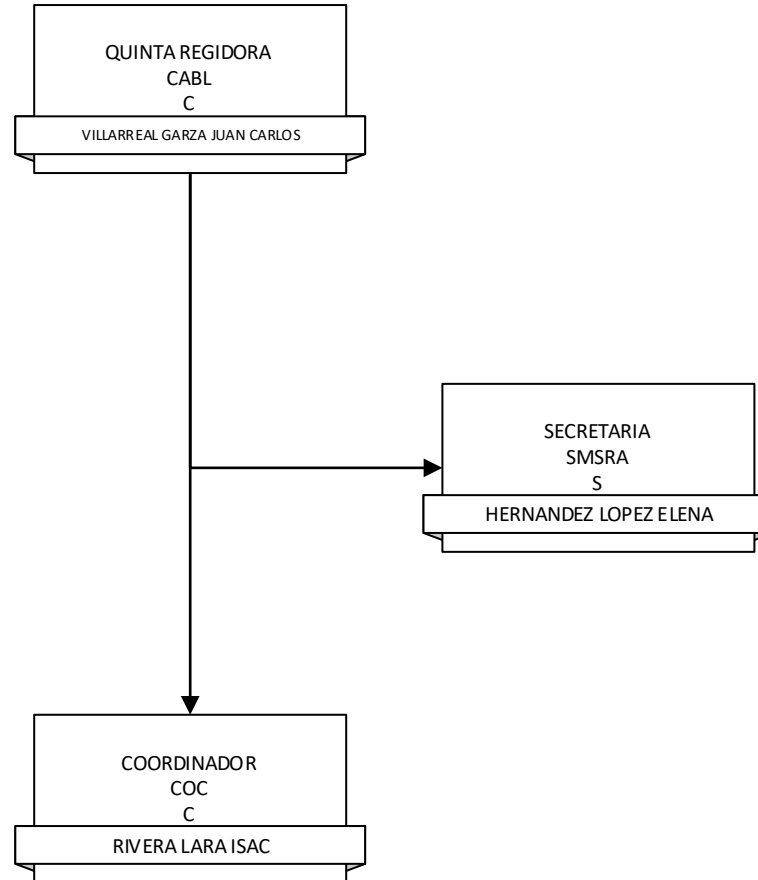 QUINTA REGIDORA
CABL
C
VILLARREAL GARZA JUAN CARLOS
SECRETARIA
SMSRA
S
HERNANDEZ LOPEZ ELENA
COORDINADOR
COC
C
RIVERA LARA ISAC